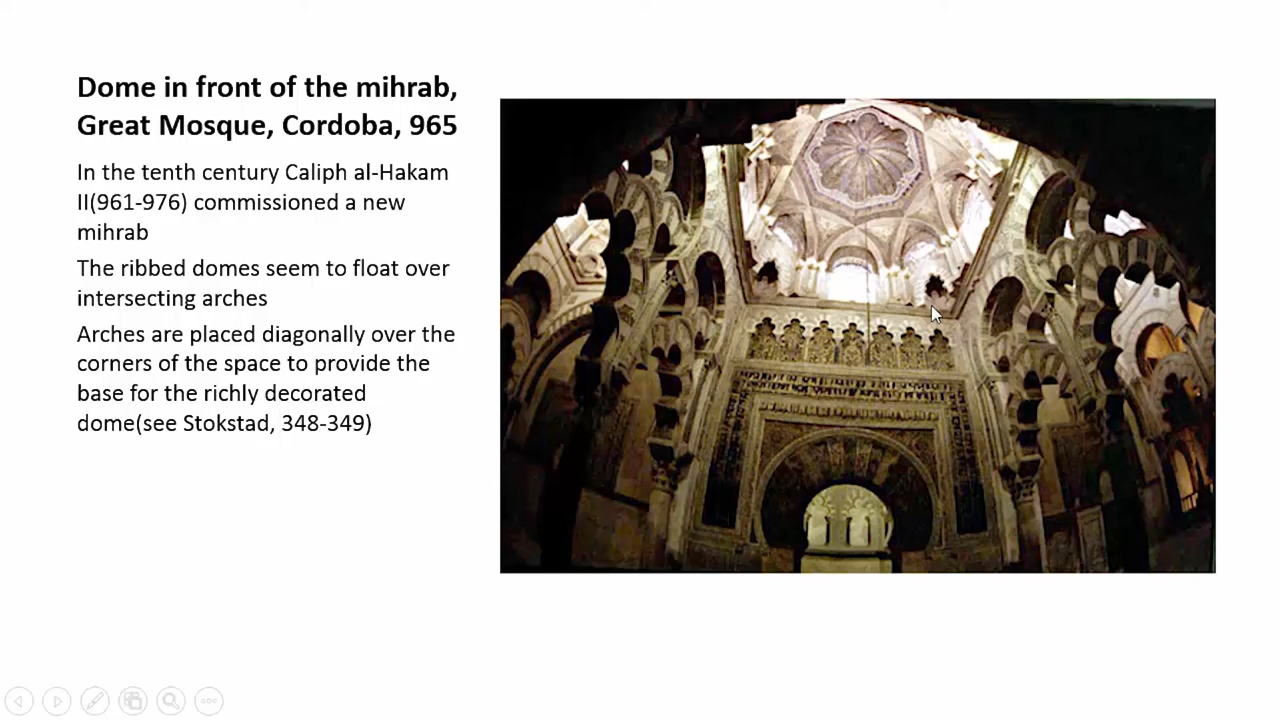 Dome in front of the mihrab,
Great Mosque, Cordoba, 965
In the tenth century Caliph al-Hakam
II(961-976) commissioned a new
mihrab
The ribbed domes seem to float over
intersecting arches
Arches are placed diagonally over the
corners of the space to provide the
base for the richly decorated
dome(see Stokstad, 348-349)